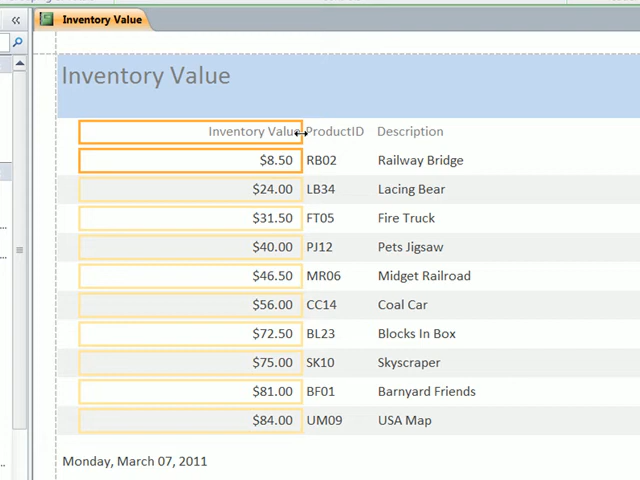 Inventory Value
Inventory Value
Inventory Value ProductID Description
$8.50 RB02 Railway Bridge
$24.00 LB34 Lacing Bear
$31.50 FT05 Fire Truck
$40.00 PJ12 Pets Jigsaw
$46.50 MR06 Midget Railroad
$56.00 CC14 Coal Car
$72.50 BL23 Blocks In Box
$75.00 SK10 Skyscraper
$81.00 BF01 Barnyard Friends
$84.00 UM09 USA Map
Monday, March 07, 2011